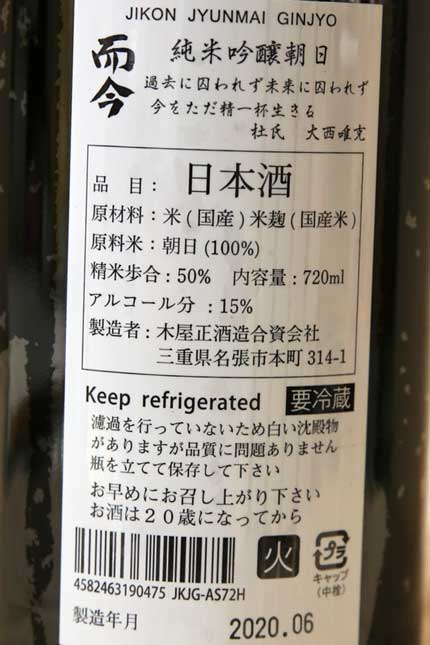 JIKON JYUNMAI GINJYO
而今
純米吟醸朝日
過去に囚われず未来に囚われず
今をただ精一杯生きる
杜氏 大西唯克
品 目： 日本酒
原材料：米(国産)米麹(国産米)
原料米：朝日(100%)
精米歩合：50% 内容量：720ml
アルコール分 ：15%
製造者：木屋正酒造合資会社
三重県名張市本町 314-1
Keep refrigerated 要冷蔵
濾過を行っていないため白い沈殿物
がありますが品質に問題ありません
瓶を立てて保存して下さい
お早めにお召し上がり下さい
お酒は２０歳になってから
火
プラ
キャップ
(中栓)
4582463190475 JKJG-AS72H
製造年月 2020.06